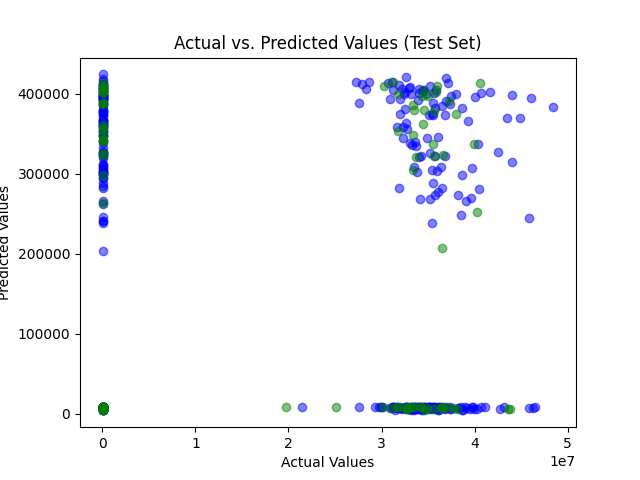 Actual vs. Predicted Values (Test Set)
Predicted Values
400000
300000
200000
100000
0
0
1
2
3
4
5
1e7
Actual Values